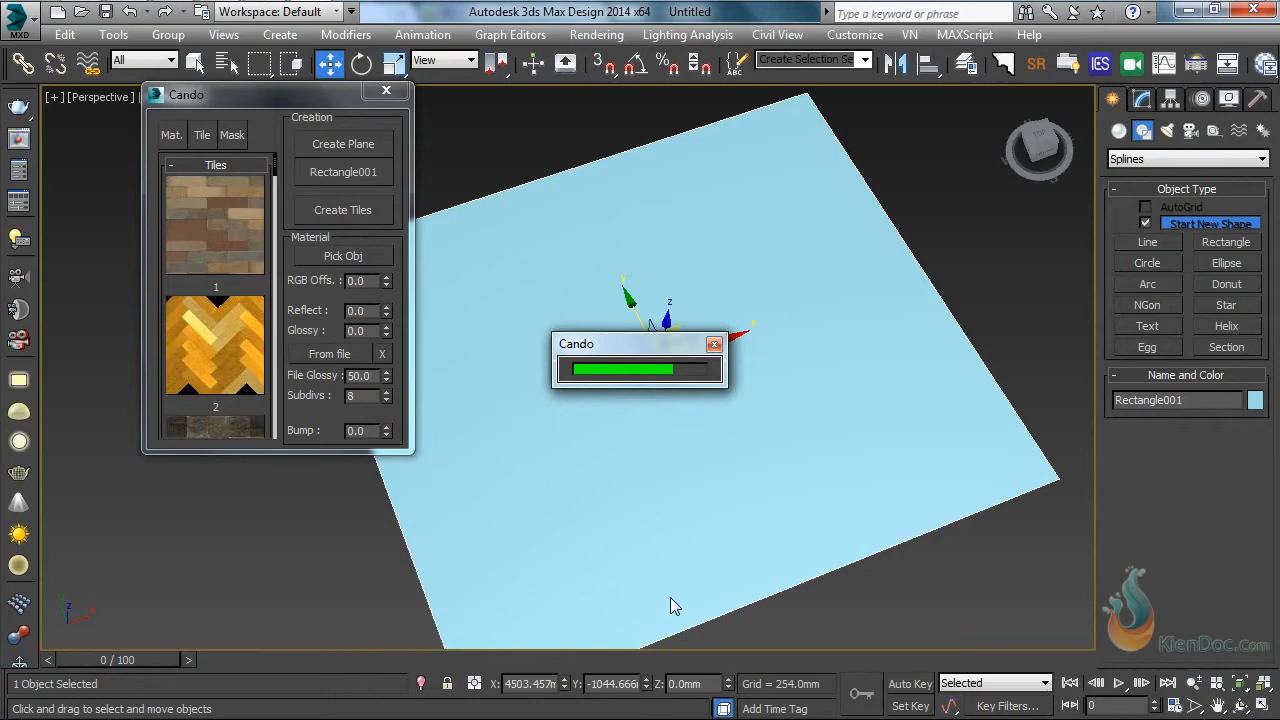 MXD
Workspace: Default
Autodesk 3ds Max Design 2014 x64 Untitled
Type a keyword or phrase
Edit Tools Group Views Create Modifiers Animation Graph Editors Rendering Lighting Analysis Civil View Customize VN MAXScript Help
All
View
3
Create Selection Se
SR
IES
[+] [Perspective]
Cando
Mat. Tile Mask
- Tiles
1
2
Creation
Create Plane
Rectangle001
Create Tiles
Material
Pick Obj
RGB Offs. : 0.0
Reflect : 0.0
Glossy : 0.0
From file X
File Glossy : 50.0
Subdivs : 8
Bump : 0.0
TOP
z
Cando
Splines
- Object Type
AutoGrid
Start New Shape
Line Rectangle
Circle Ellipse
Arc Donut
NGon Star
Text Helix
Egg Section
- Name and Color
Rectangle001
KienDoc.com
z
< 0 / 100 >
1 Object Selected
X: 4503.457m Y: -1044.666 Z: 0.0mm Grid = 254.0mm
Auto Key Selected
Click and drag to select and move objects
Add Time Tag
Set Key Key Filters... 0